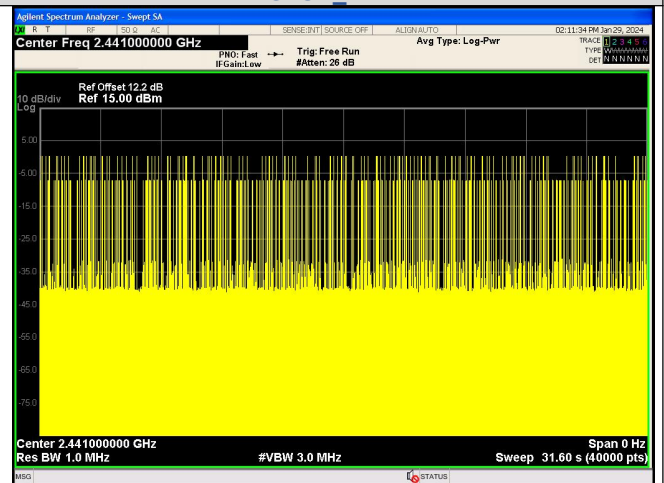 Agilent Spectrum Analyzer - Swept SA
R T RF 50 Ω AC SENSE:INT SOURCE OFF ALIGN AUTO 02:11:34 PM Jan 29, 2024
Center Freq 2.441000000 GHz
PNO: Fast
IFGain:Low
Trig: Free Run
#Atten: 26 dB
Avg Type: Log-Pwr
TRACE 1 2 3 4 5 6
TYPE
DET N N N N N N
Ref Offset 12.2 dB
10 dB/div Ref 15.00 dBm
Log
5.00
-5.00
-15.0
-25.0
-35.0
-45.0
-55.0
-65.0
-75.0
Center 2.441000000 GHz Span 0 Hz
Res BW 1.0 MHz #VBW 3.0 MHz Sweep 31.60 s (40000 pts)
MSG STATUS